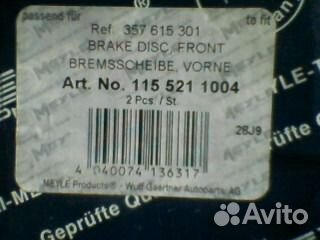 passend für to fit
Ref. 357 615 301
BRAKE DISC, FRONT
BREMSSCHEIBE, VORNE
Art. No. 115 521 1004
2 Pcs. / St.
28J9
4 040074 136317
MEYLE Products® - Wulf Gaertner Autoparts AG
Geprüfte
Geprüfte Qu
Avito